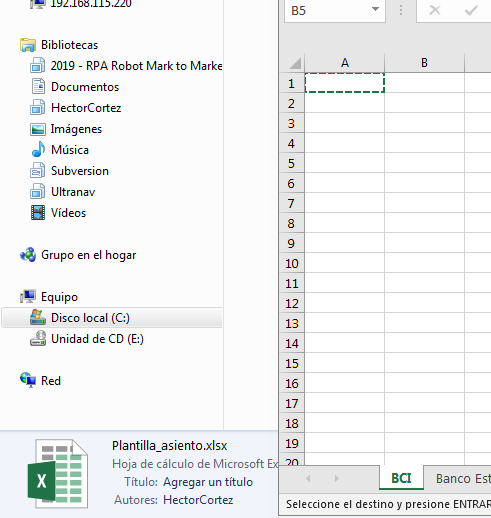 192.168.115.220
Bibliotecas
2019 - RPA Robot Mark to Marke
Documentos
HectorCortez
Imágenes
Música
Subversion
Ultranav
Vídeos
Grupo en el hogar
Equipo
Disco local (C:)
Unidad de CD (E:)
Red
Plantilla_asiento.xlsx
Hoja de cálculo de Microsoft Ex
Título: Agregar un título
Autores: HectorCortez
B5
A B
1
2
3
4
5
6
7
8
9
10
11
12
13
14
15
16
17
18
19
20
BCI Banco Est
Seleccione el destino y presione ENTRAR